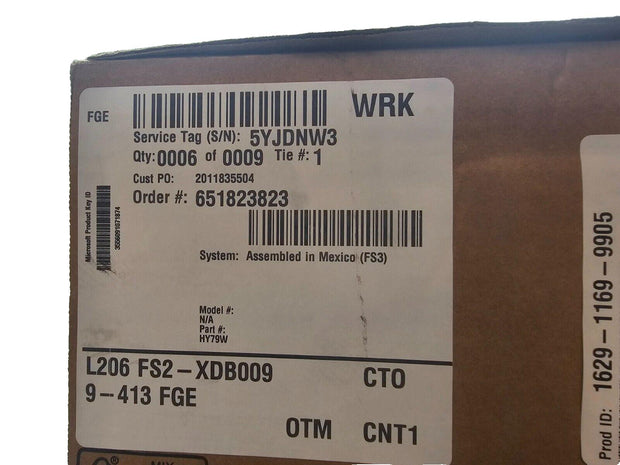 FGE
WRK
Service Tag (S/N): 5YJDNW3
Qty: 0006 of 0009 Tie #: 1
Cust PO: 2011835504
Order #: 651823823
Microsoft Product Key ID
3556091071874
System: Assembled in Mexico (FS3)
Model #:
N/A
Part #:
HY79W
L206 FS2-XDB009 CTO
9-413 FGE
OTM CNT1
Prod ID: 1629-1169-9905